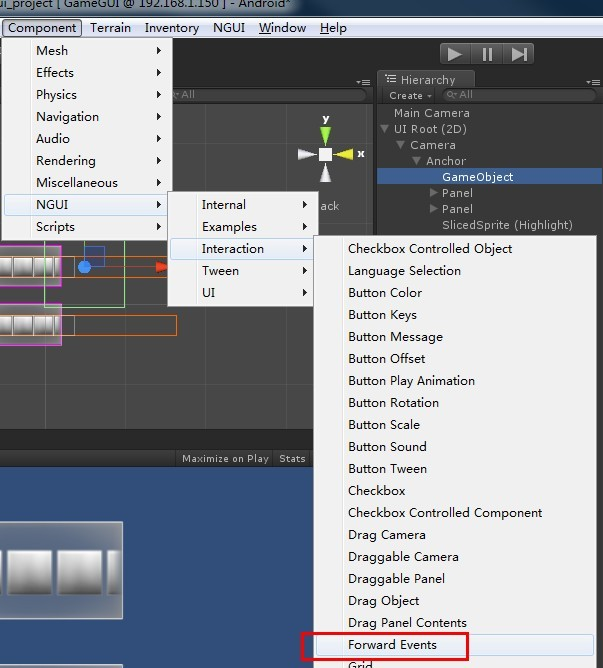 ui_project [ GameGUI @ 192.168.1.150 ] - Android*
Component Terrain Inventory NGUI Window Help
Mesh
Effects
Physics
Navigation
Audio
Rendering
Miscellaneous
NGUI
Scripts
Internal
Examples
Interaction
Tween
UI
Checkbox Controlled Object
Language Selection
Button Color
Button Keys
Button Message
Button Offset
Button Play Animation
Button Rotation
Button Scale
Button Sound
Button Tween
Checkbox
Checkbox Controlled Component
Drag Camera
Draggable Camera
Draggable Panel
Drag Object
Drag Panel Contents
Forward Events
Grid
All
y
x
ack
Hierarchy
Create All
Main Camera
UI Root (2D)
Camera
Anchor
GameObject
Panel
Panel
SlicedSprite (Highlight)
Maximize on Play Stats